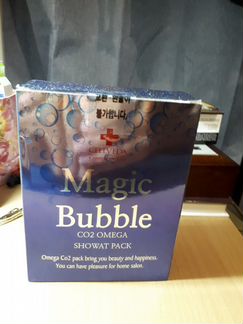 불가합니다.
Magic
Bubble
CO2 OMEGA
SHOWAT PACK
Omega Co2 pack bring you beauty and happiness.
You can have pleasure for home salon.